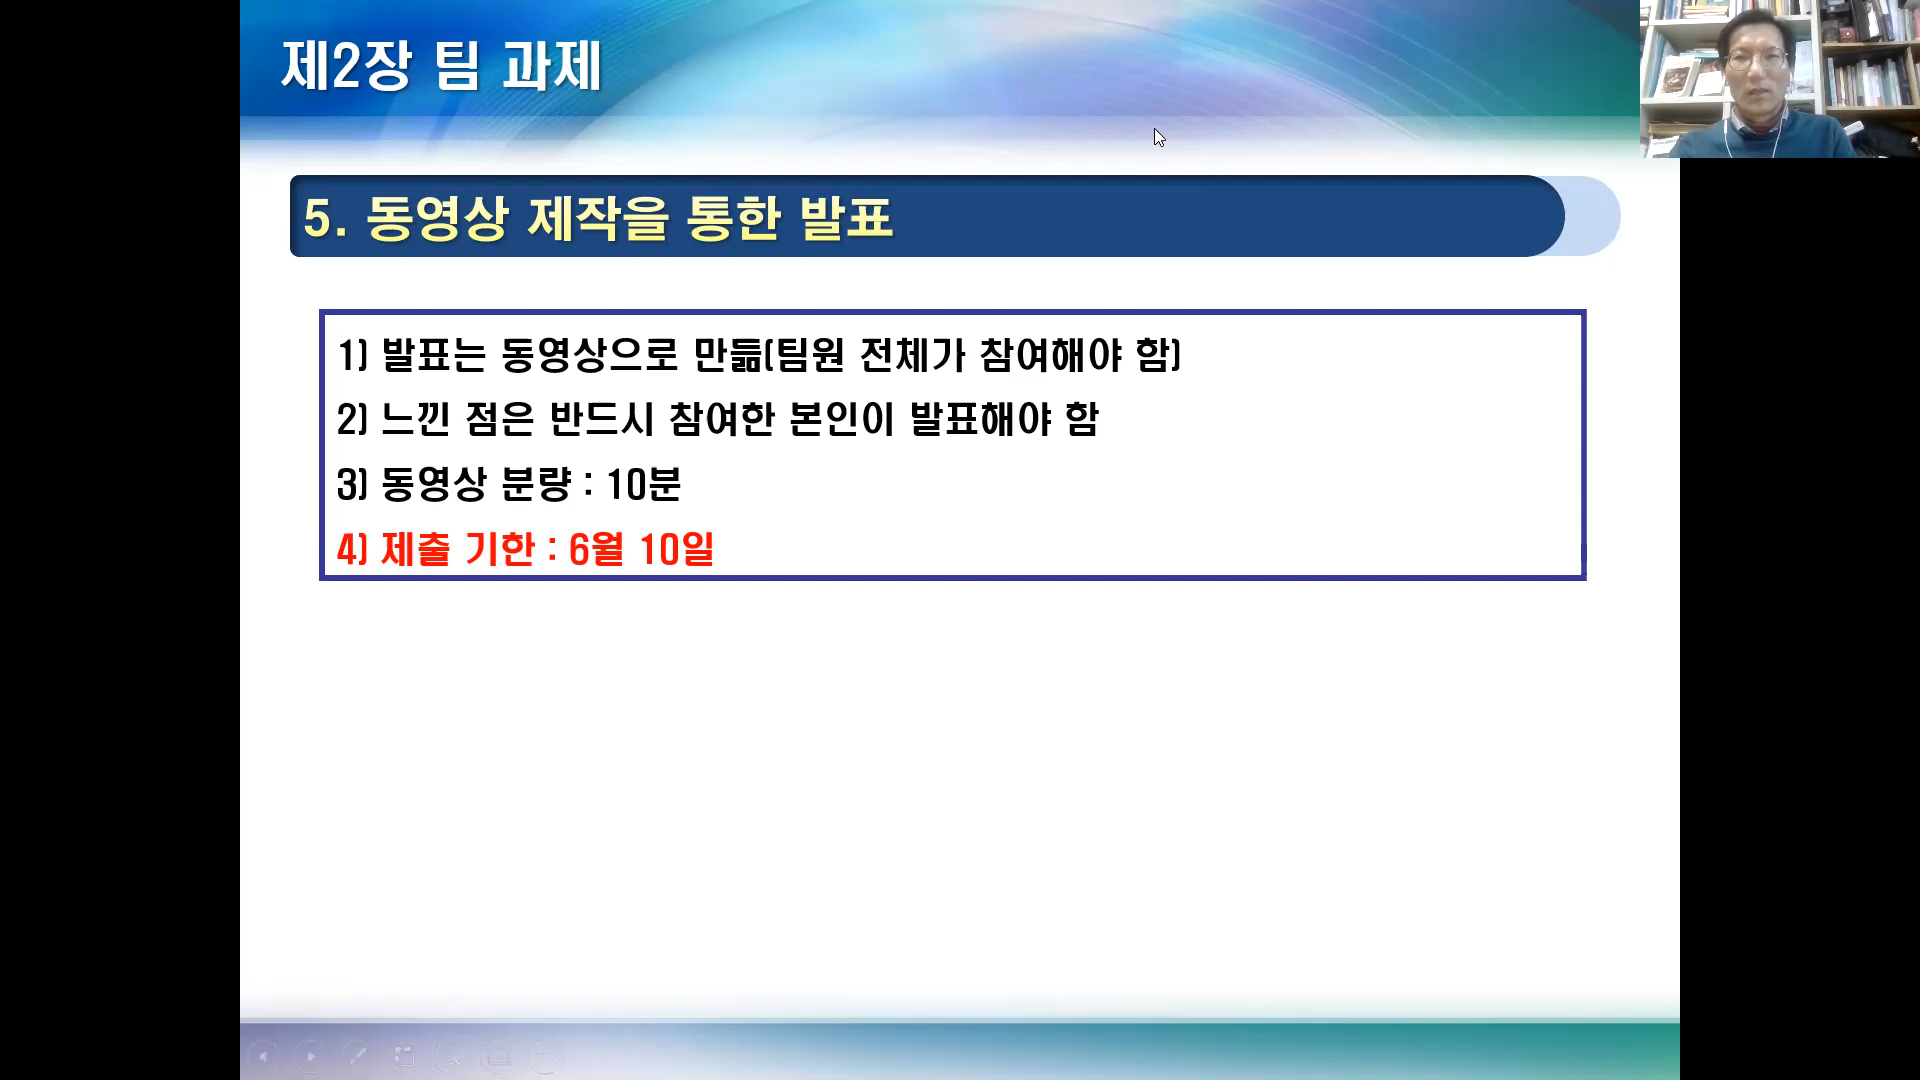 제2장 팀 과제
5. 동영상 제작을 통한 발표
1) 발표는 동영상으로 만듦(팀원 전체가 참여해야 함)
2) 느낀 점은 반드시 참여한 본인이 발표해야 함
3) 동영상 분량 : 10분
4) 제출 기한 : 6월 10일